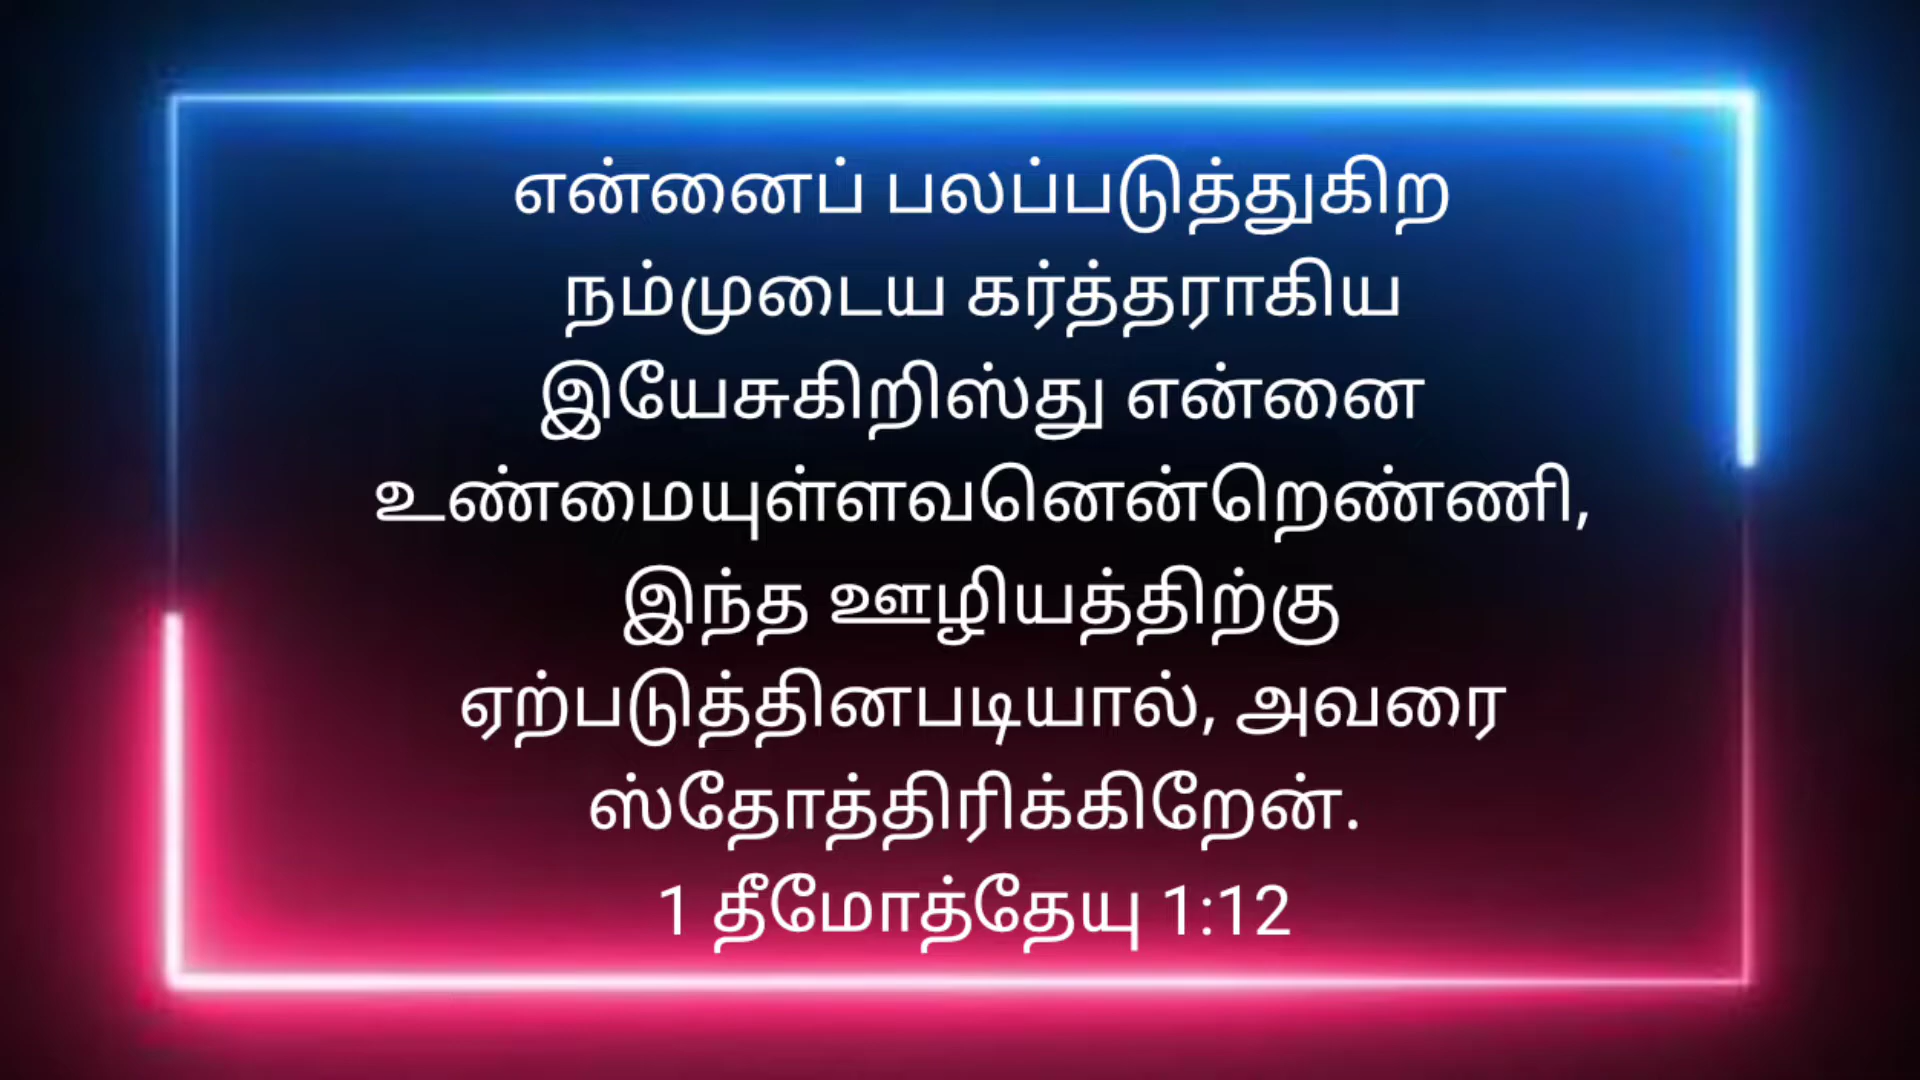 என்னைப் பலப்படுத்துகிற
நம்முடைய கர்த்தராகிய
இயேசுகிறிஸ்து என்னை
உண்மையுள்ளவனென்றெண்ணி,
இந்த ஊழியத்திற்கு
ஏற்படுத்தினபடியால், அவரை
ஸ்தோத்திரிக்கிறேன்.
1 தீமோத்தேயு 1:12